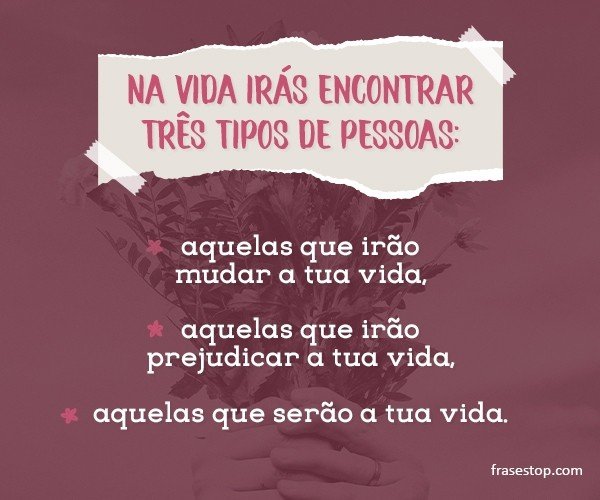 NA VIDA IRÁS ENCONTRAR
TRÊS TIPOS DE PESSOAS:
aquelas que irão
mudar a tua vida,
aquelas que irão
prejudicar a tua vida,
aquelas que serão a tua vida.
frasestop.com